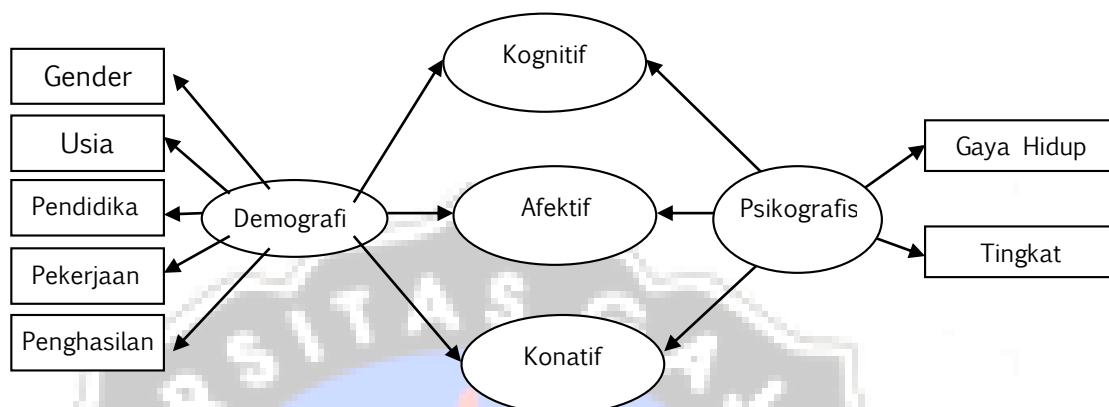 Gender
Usia
Pendidika
Pekerjaan
Penghasilan
Demografi
Kognitif
Afektif
Konatif
Psikografis
Gaya Hidup
Tingkat